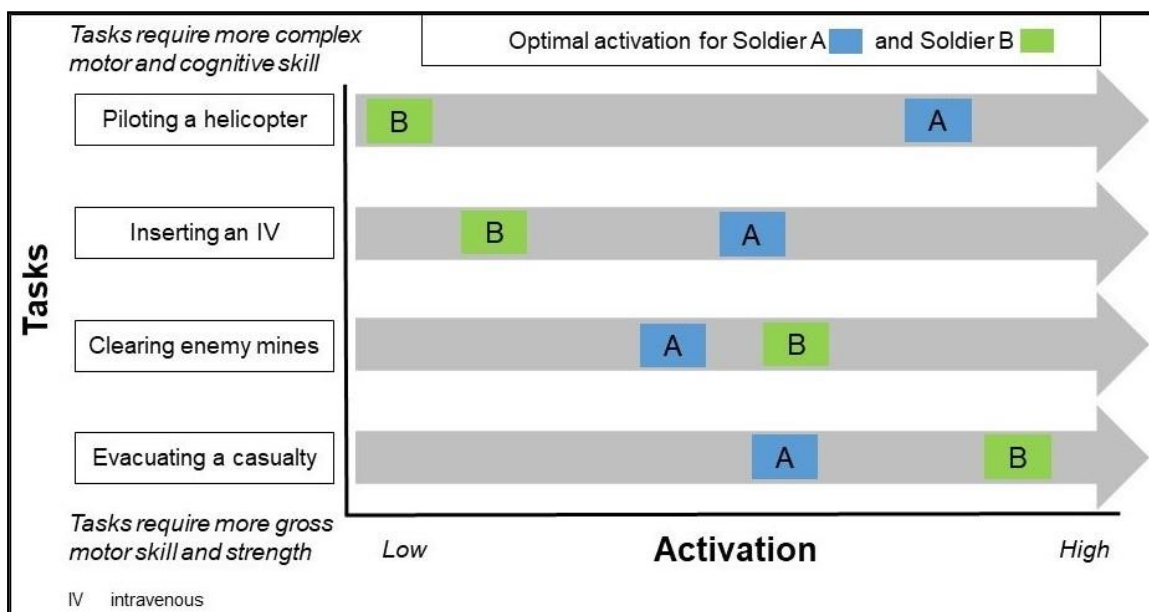 Tasks require more complex
motor and cognitive skill
Optimal activation for Soldier A and Soldier B
Piloting a helicopter
B
A
Inserting an IV
B
A
Tasks
Clearing enemy mines
A
B
Evacuating a casualty
A
B
Tasks require more gross
motor skill and strength
Low
Activation
High
IV intravenous